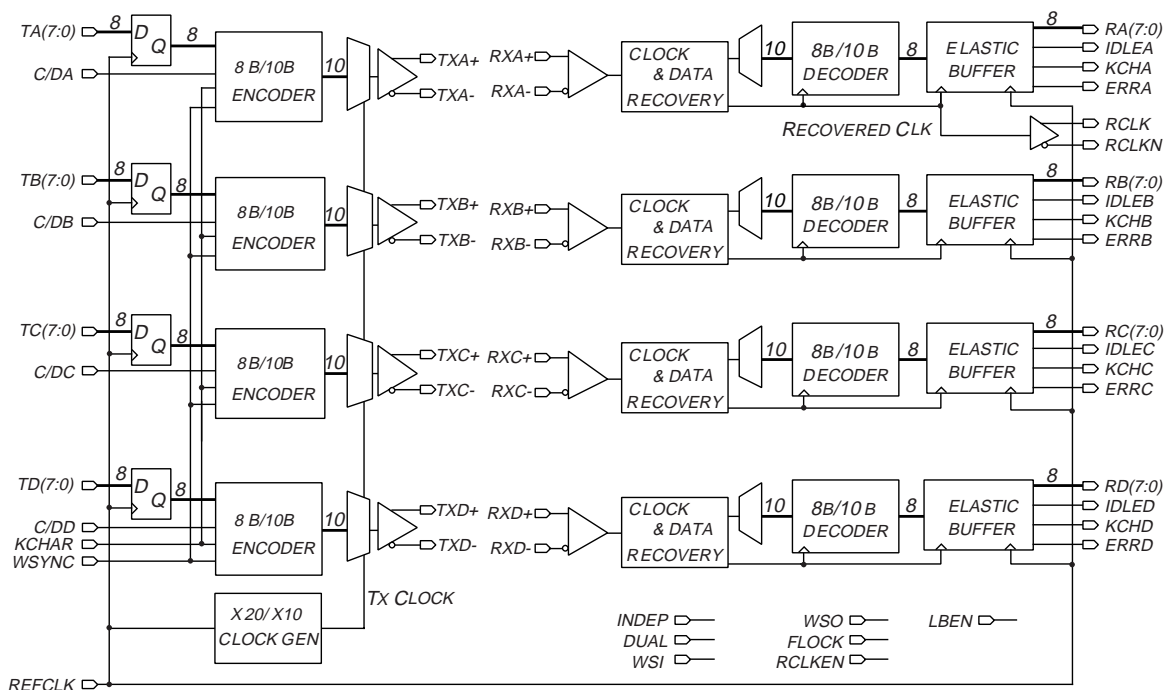 TA(7:0) 8 D Q 8
C/DA
8B/10B ENCODER 10
TXA+
TXA-
RXA+
RXA-
CLOCK & DATA RECOVERY
10
8B/10B DECODER
8
ELASTIC BUFFER
8
RA(7:0)
IDLEA
KCHA
ERRA
RECOVERED CLK
RCLK
RCLKN
TB(7:0) 8 D Q 8
C/DB
8B/10B ENCODER 10
TXB+
TXB-
RXB+
RXB-
CLOCK & DATA RECOVERY
10
8B/10B DECODER
8
ELASTIC BUFFER
8
RB(7:0)
IDLEB
KCHB
ERRB
TC(7:0) 8 D Q 8
C/DC
8B/10B ENCODER 10
TXC+
TXC-
RXC+
RXC-
CLOCK & DATA RECOVERY
10
8B/10B DECODER
8
ELASTIC BUFFER
8
RC(7:0)
IDLEC
KCHC
ERRC
TD(7:0) 8 D Q 8
C/DD
KCHAR
WSYNC
8B/10B ENCODER 10
TXD+
TXD-
RXD+
RXD-
CLOCK & DATA RECOVERY
10
8B/10B DECODER
8
ELASTIC BUFFER
8
RD(7:0)
IDLED
KCHD
ERRD
TX CLOCK
X20/X10 CLOCK GEN
REFCLK
INDEP
DUAL
WSI
WSO
FLOCK
RCLKEN
LBEN